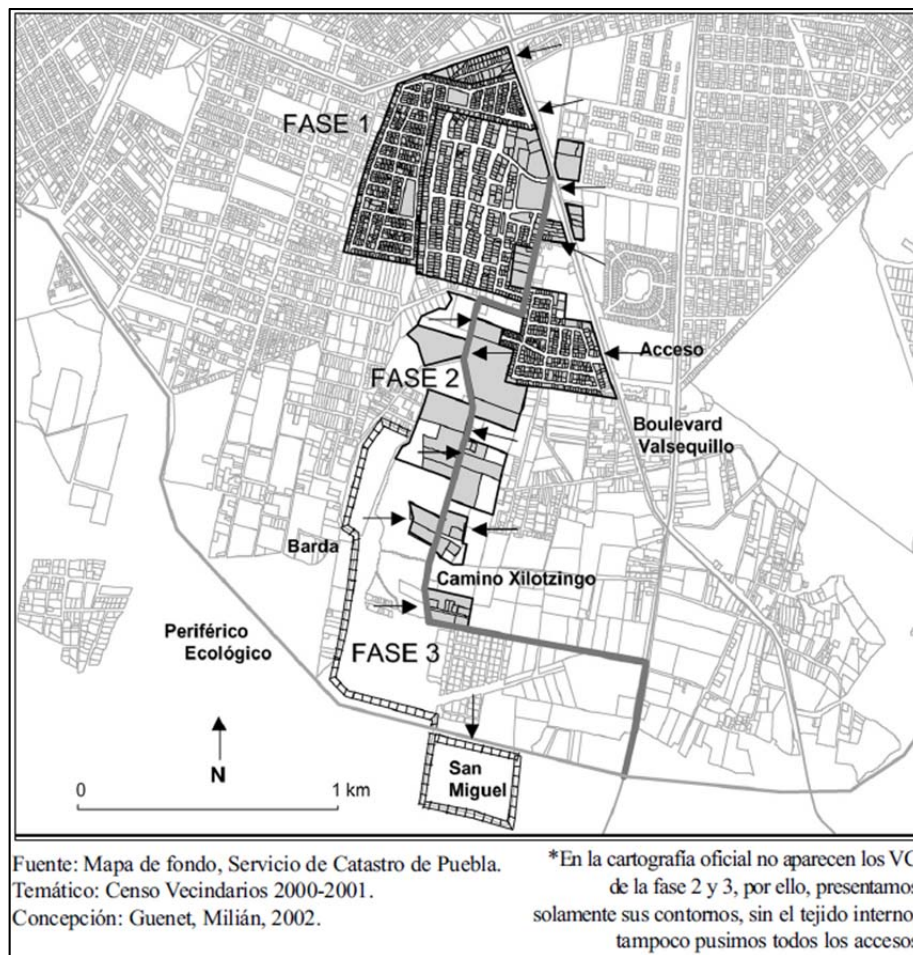 FASE 1
FASE 2
Acceso
Boulevard
Valsequillo
Barda
Camino Xilotzingo
Periférico
Ecológico
FASE 3
N
San
Miguel
0 1 km
Fuente: Mapa de fondo, Servicio de Catastro de Puebla.
Temático: Censo Vecindarios 2000-2001.
Concepción: Guenet, Milián, 2002.
*En la cartografía oficial no aparecen los VC
de la fase 2 y 3, por ello, presentamos
solamente sus contornos, sin el tejido interno
tampoco pusimos todos los accesos